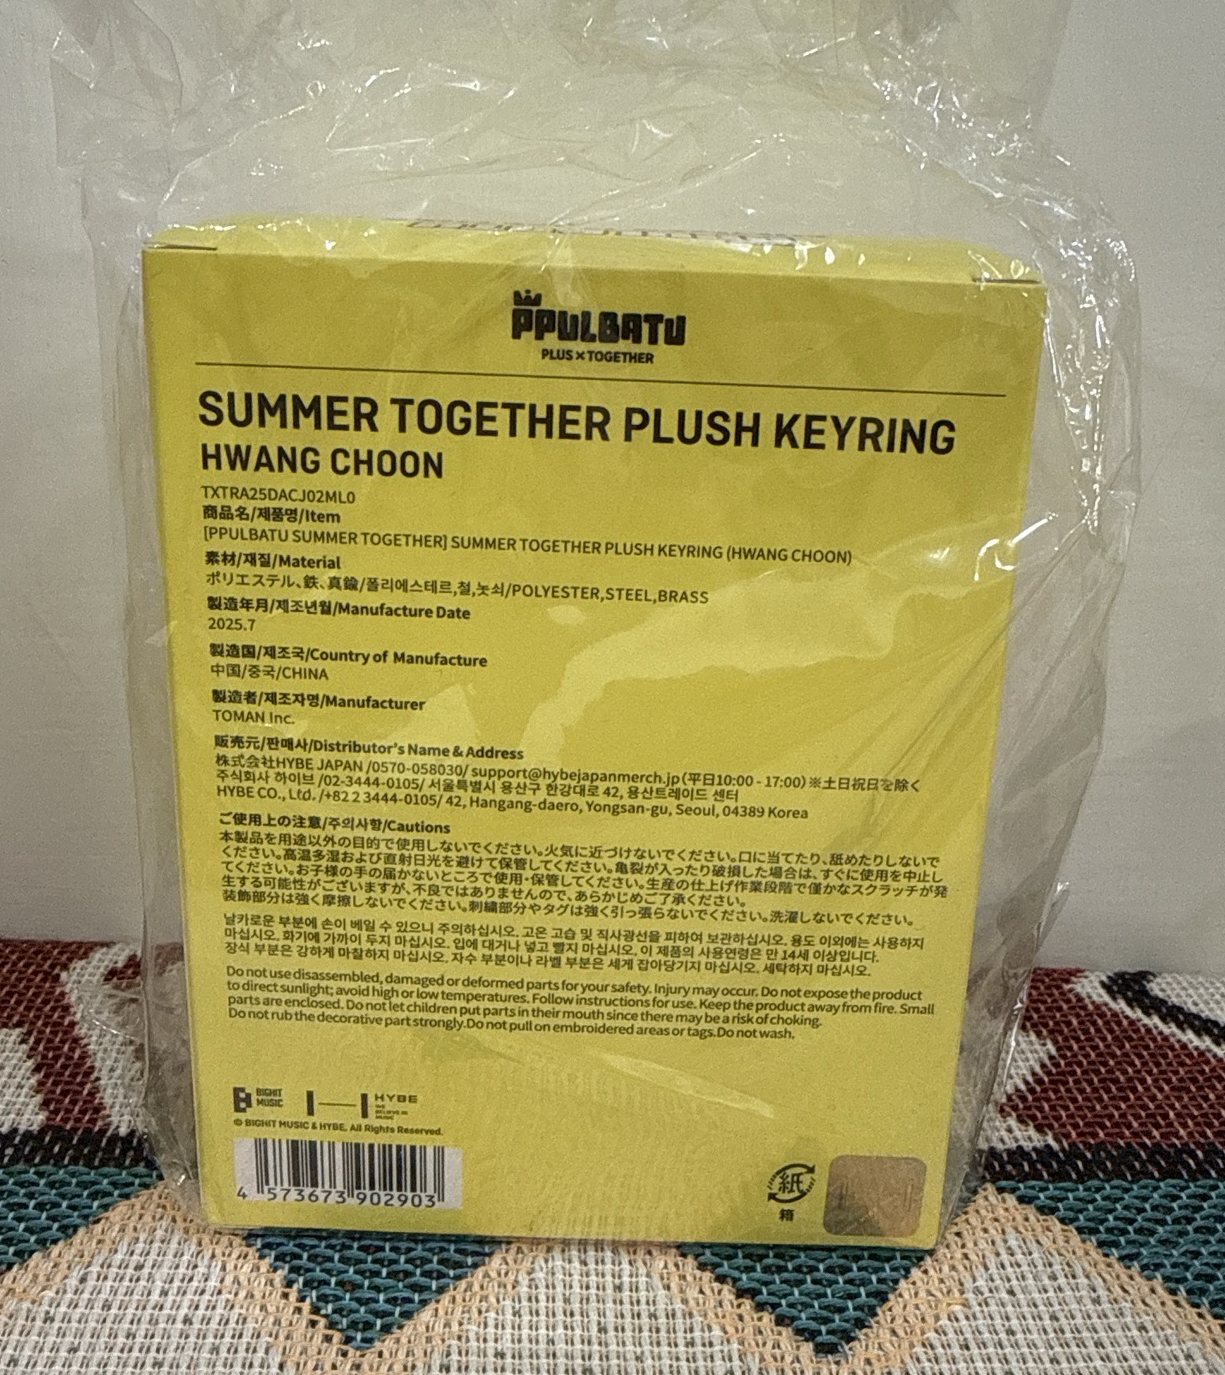 PPULBATU
PLUS×TOGETHER
SUMMER TOGETHER PLUSH KEYRING
HWANG CHOON
TXTRA25DACJ02ML0
商品名/제품명/Item
[PPULBATU SUMMER TOGETHER] SUMMER TOGETHER PLUSH KEYRING (HWANG CHOON)
素材/재질/Material
ポリエステル、鉄、真鍮/폴리에스테르,철,놋쇠/POLYESTER,STEEL,BRASS
製造年月/제조년월/Manufacture Date
2025.7
製造国/제조국/Country of Manufacture
中国/중국/CHINA
製造者/제조자명/Manufacturer
TOMAN Inc.
販売元/판매사/Distributor's Name & Address
株式会社HYBE JAPAN /0570-058030/ support@hybejapanmerch.jp (平日10:00 - 17:00) ※土日祝日を除く
주식회사 하이브 /02-3444-0105/ 서울특별시 용산구 한강대로 42, 용산트레이드 센터
HYBE CO., Ltd. /+82 2 3444-0105/ 42, Hangang-daero, Yongsan-gu, Seoul, 04389 Korea
ご使用上の注意/주의사항/Cautions
本製品を用途以外の目的で使用しないでください。火気に近づけないでください。口に当てたり、舐めたりしないで
ください。高温多湿および直射日光を避けて保管してください。亀裂が入ったり破損した場合は、すぐに使用を中止し
てください。お子様の手の届かないところで使用・保管してください。生産の仕上げ作業段階で僅かなスクラッチが発
生する可能性がございますが、不良ではありませんので、あらかじめご了承ください。
装飾部分は強く摩擦しないでください。刺繍部分やタグは強く引っ張らないでください。洗濯しないでください。
날카로운 부분에 손이 베일 수 있으니 주의하십시오. 고온 고습 및 직사광선을 피하여 보관하십시오. 용도 이외에는 사용하지
마십시오. 화기에 가까이 두지 마십시오. 입에 대거나 넣고 빨지 마십시오. 이 제품의 사용연령은 만 14세 이상입니다.
장식 부분은 강하게 마찰하지 마십시오. 자수 부분이나 라벨 부분은 세게 잡아당기지 마십시오. 세탁하지 마십시오.
Do not use disassembled, damaged or deformed parts for your safety. Injury may occur. Do not expose the product
to direct sunlight; avoid high or low temperatures. Follow instructions for use. Keep the product away from fire. Small
parts are enclosed. Do not let children put parts in their mouth since there may be a risk of choking.
Do not rub the decorative part strongly.Do not pull on embroidered areas or tags.Do not wash.
BIGHIT
MUSIC
HYBE
WE
BELIEVE IN
MUSIC
© BIGHIT MUSIC & HYBE. All Rights Reserved.
4 573673 902903
紙
箱